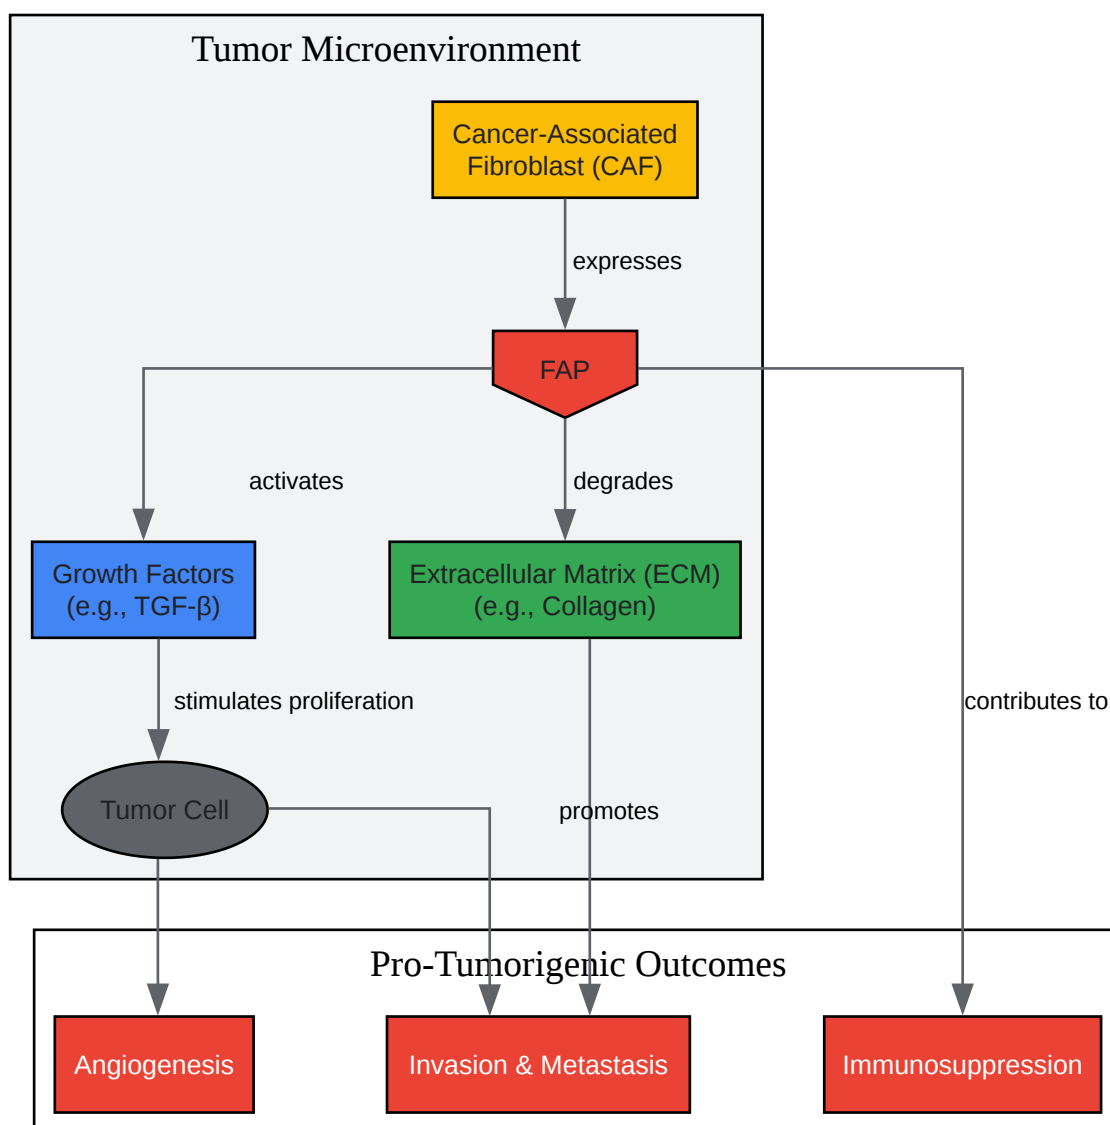 Tumor Microenvironment
Cancer-Associated
Fibroblast (CAF)
expresses
FAP
activates
degrades
Growth Factors
(e.g., TGF-β)
Extracellular Matrix (ECM)
(e.g., Collagen)
stimulates proliferation
contributes to
Tumor Cell
promotes
Pro-Tumorigenic Outcomes
Angiogenesis
Invasion & Metastasis
Immunosuppression